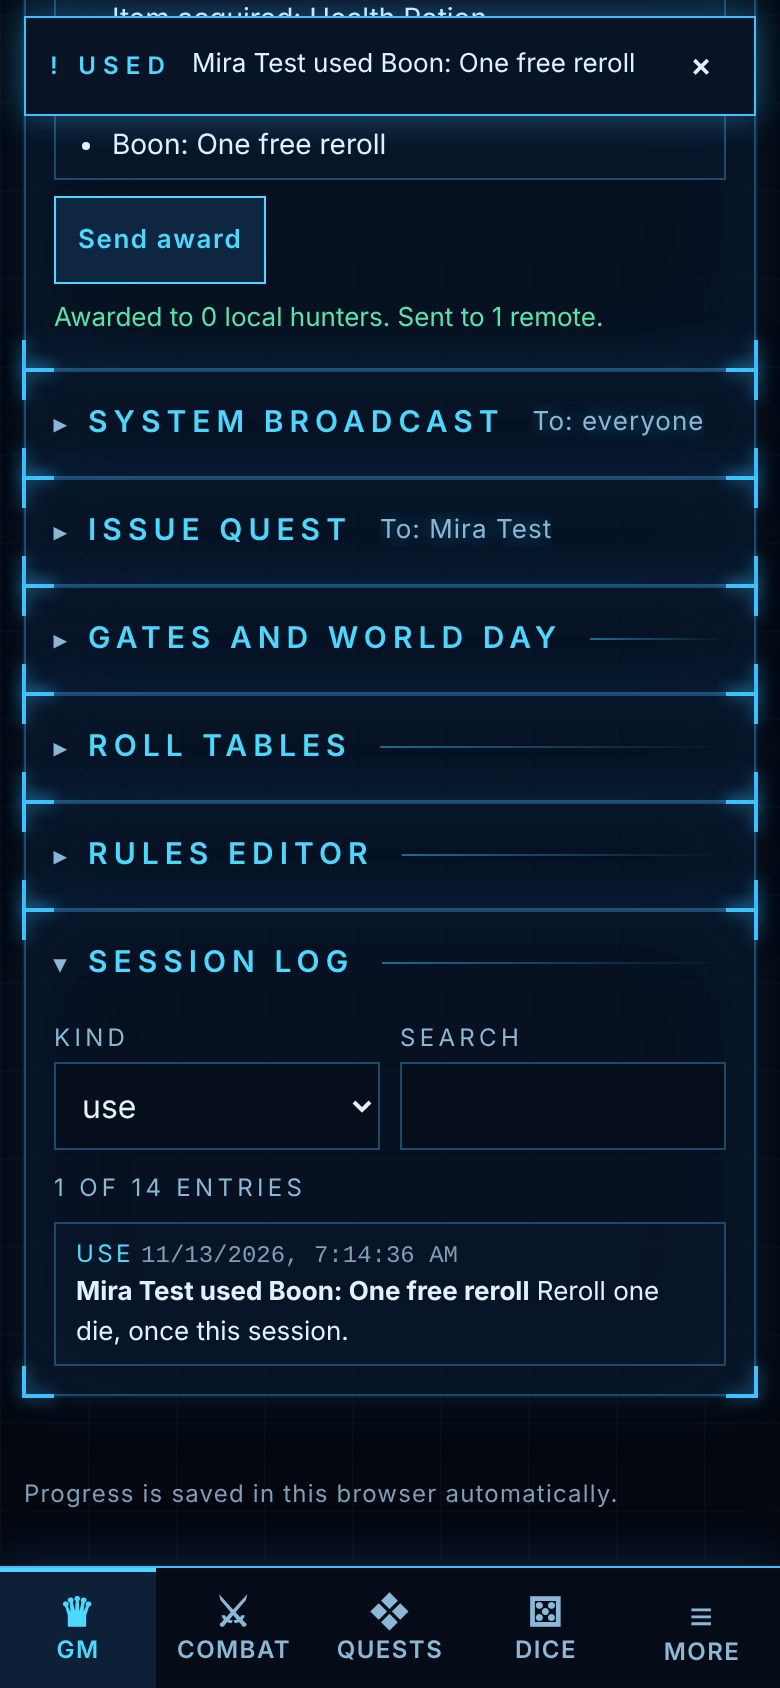 Item acquired: Health Potion
! USED Mira Test used Boon: One free reroll ×
• Boon: One free reroll
Send award
Awarded to 0 local hunters. Sent to 1 remote.
▸ SYSTEM BROADCAST To: everyone
▸ ISSUE QUEST To: Mira Test
▸ GATES AND WORLD DAY
▸ ROLL TABLES
▸ RULES EDITOR
▾ SESSION LOG
KIND SEARCH
use
1 OF 14 ENTRIES
USE 11/13/2026, 7:14:36 AM
Mira Test used Boon: One free reroll Reroll one
die, once this session.
Progress is saved in this browser automatically.
GM COMBAT QUESTS DICE MORE